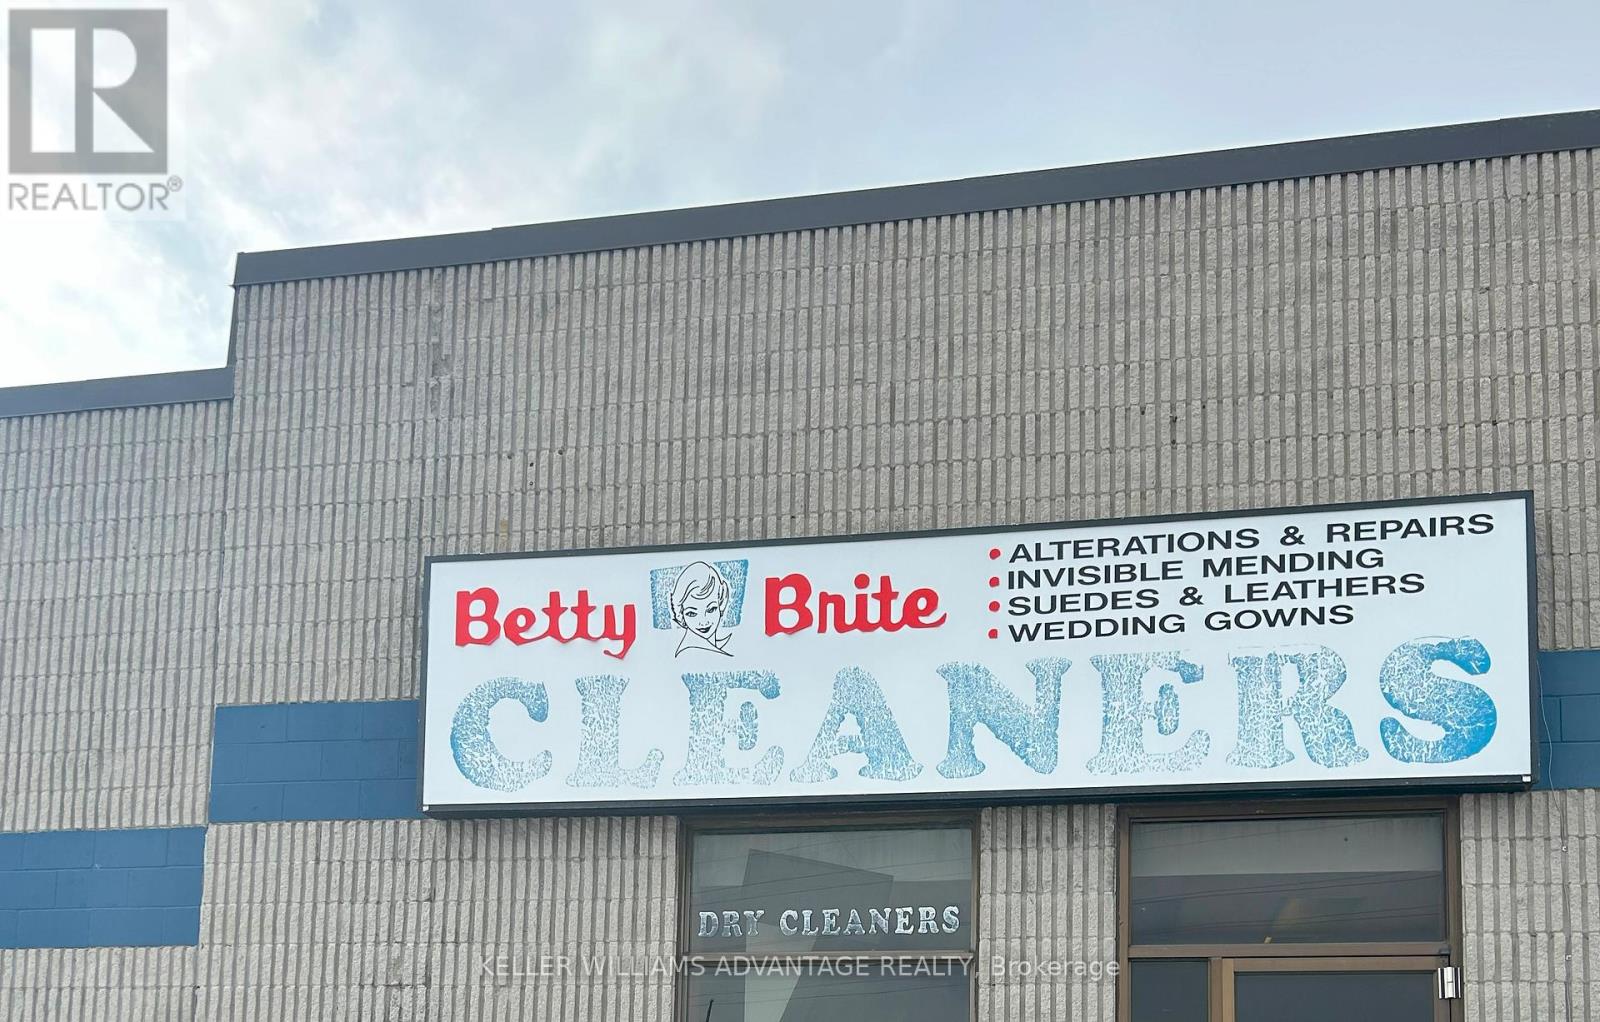 REALTOR®
Betty Brite
CLEANERS
• ALTERATIONS & REPAIRS
• INVISIBLE MENDING
• SUEDES & LEATHERS
• WEDDING GOWNS
DRY CLEANERS
KELLER WILLIAMS ADVANTAGE REALTY, Brokerage